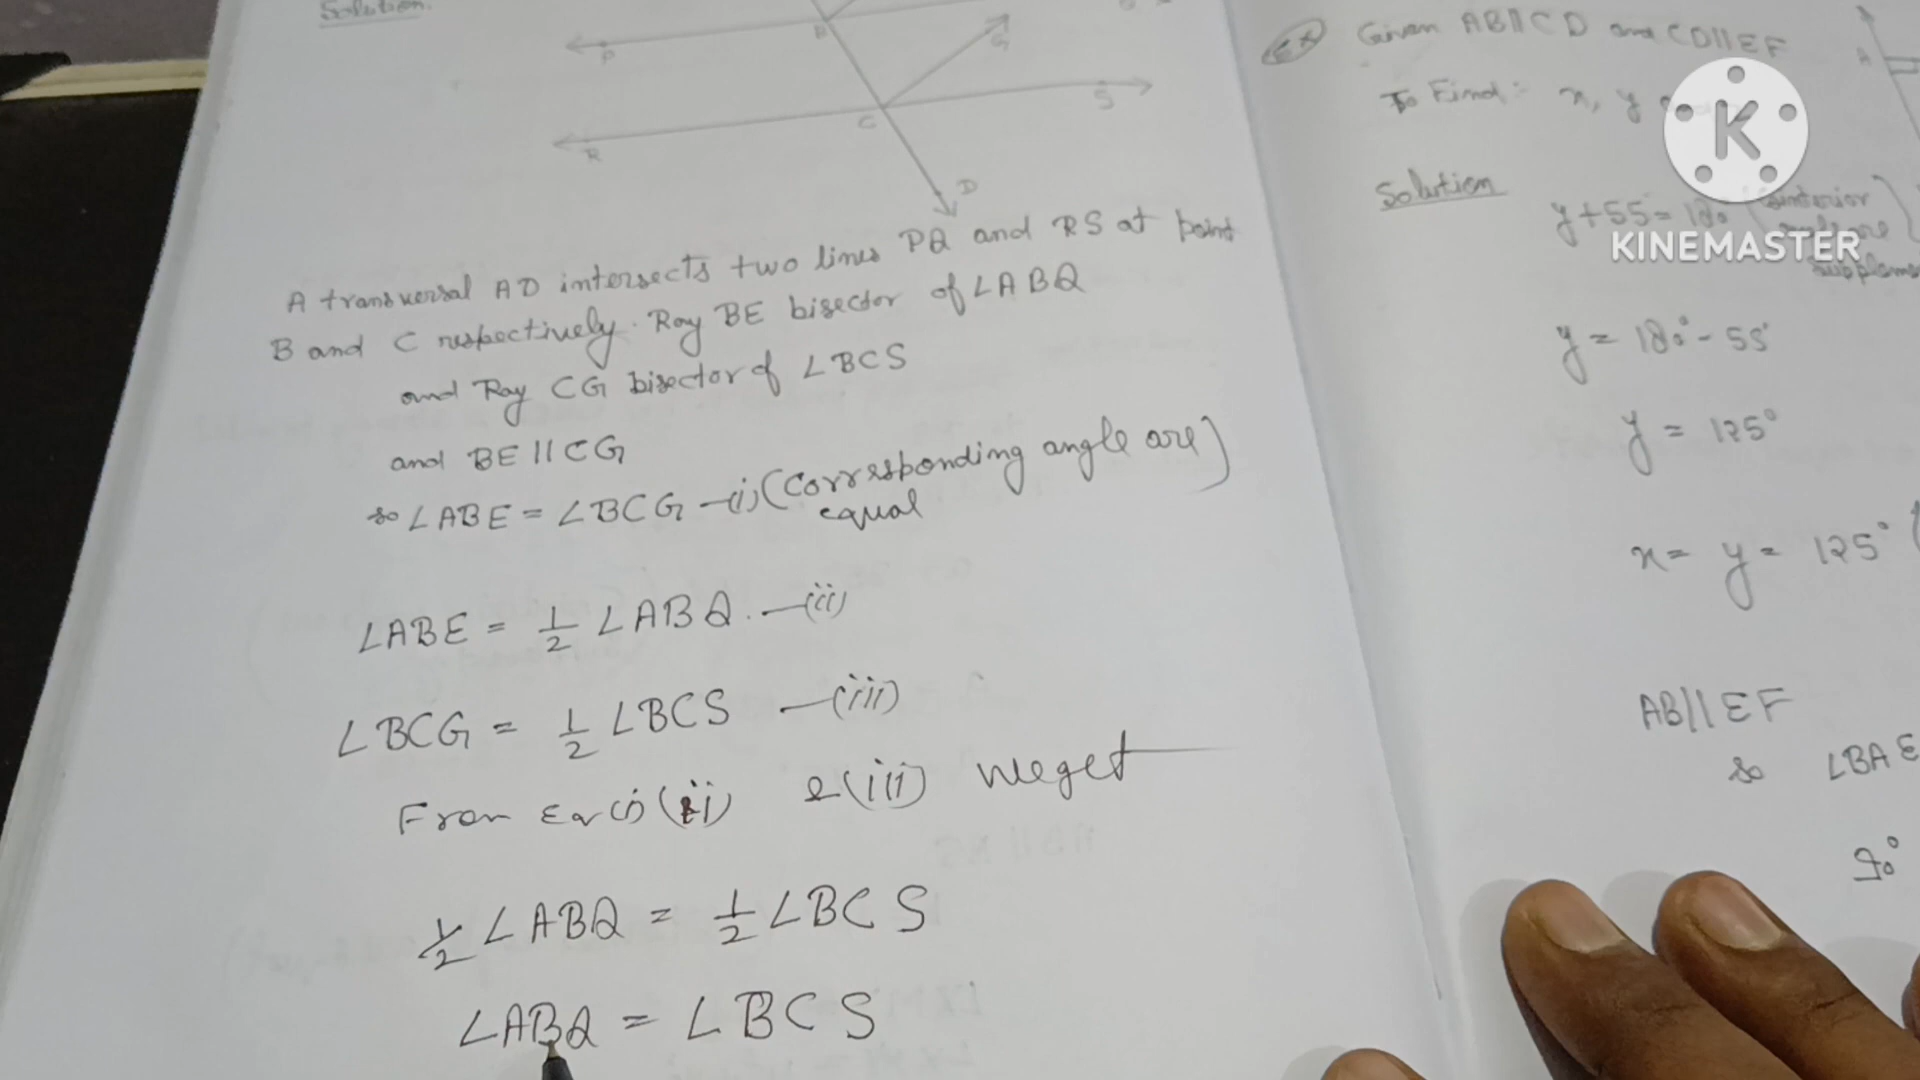 Solution.
P
B
G
R
C
S
D
A transversal AD intersects two lines PQ and RS at point
B and C respectively. Ray BE bisector of ∠ABQ
and Ray CG bisector of ∠BCS
and BE||CG
so ∠ABE = ∠BCG —(i) (Corresponding angle are
equal)
∠ABE = 1/2 ∠ABQ. —(ii)
∠BCG = 1/2 ∠BCS —(iii)
From Eq (i) (ii) & (iii) we get
1/2 ∠ABQ = 1/2 ∠BCS
∠ABQ = ∠BCS
Ex Given AB||CD and CD||EF
To Find: x, y
A
Solution
y+55=180 (interior
are
y = 180° - 55°
y = 125°
x = y = 125° (
AB||EF
so ∠BAE
90°
K
KINEMASTER